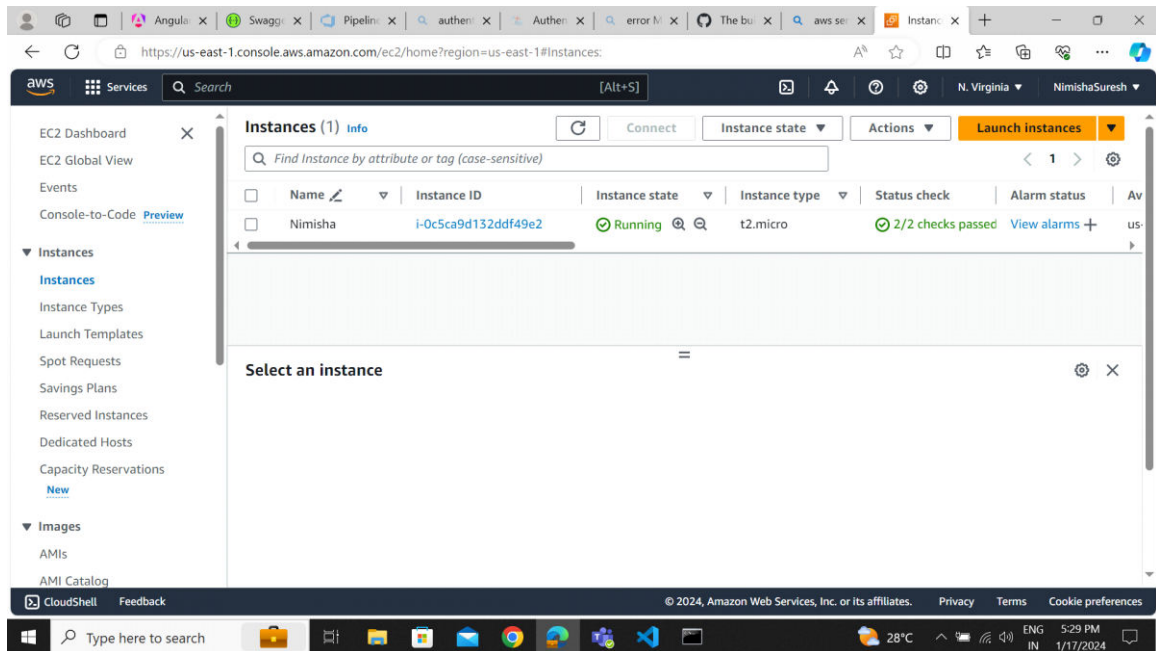 Angula
Swagge
Pipeline
authent
Authen
error M
The bui
aws ser
Instanc
https://us-east-1.console.aws.amazon.com/ec2/home?region=us-east-1#Instances:
aws
Services
Search
[Alt+S]
N. Virginia
NimishaSuresh
EC2 Dashboard
EC2 Global View
Events
Console-to-Code Preview
Instances
Instances
Instance Types
Launch Templates
Spot Requests
Savings Plans
Reserved Instances
Dedicated Hosts
Capacity Reservations
New
Images
AMIs
AMI Catalog
Instances (1) Info
Connect
Instance state
Actions
Launch instances
Find Instance by attribute or tag (case-sensitive)
1
Name
Instance ID
Instance state
Instance type
Status check
Alarm status
Av
Nimisha
i-0c5ca9d132ddf49e2
Running
t2.micro
2/2 checks passed
View alarms
us-
Select an instance
CloudShell
Feedback
© 2024, Amazon Web Services, Inc. or its affiliates.
Privacy
Terms
Cookie preferences
Type here to search
28°C
ENG
IN
5:29 PM
1/17/2024